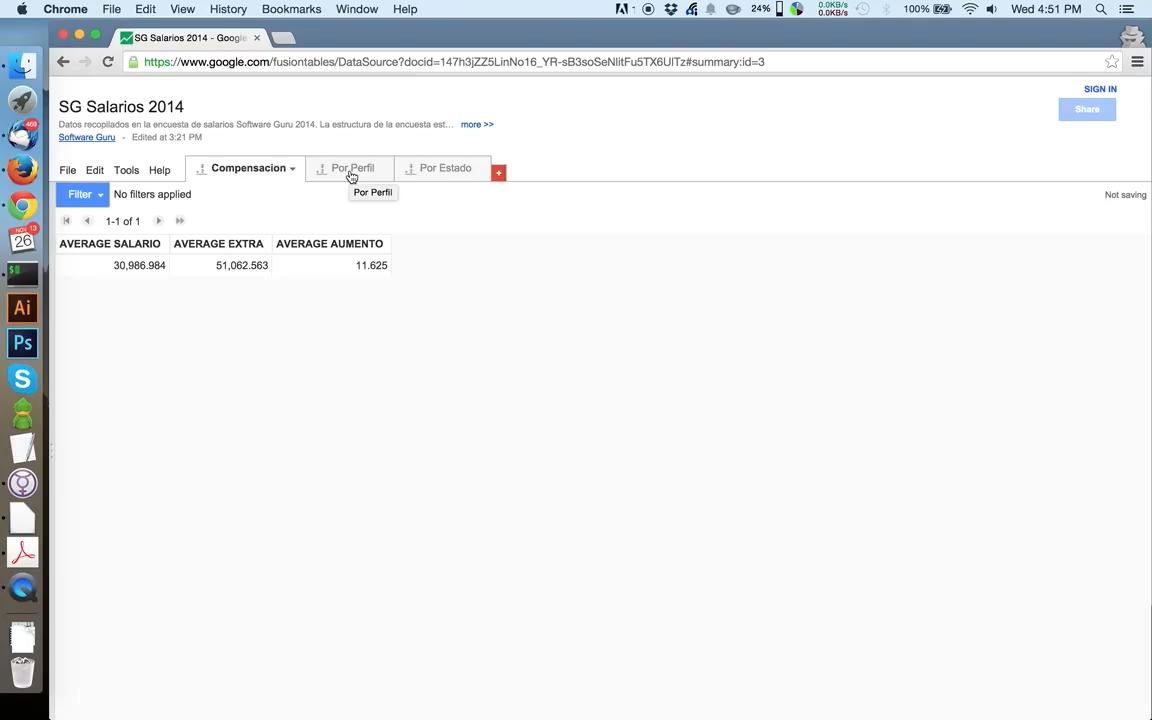 Chrome File Edit View History Bookmarks Window Help 24% 0.0KB/s 0.0KB/s 100% Wed 4:51 PM
SG Salarios 2014 - Google
https://www.google.com/fusiontables/DataSource?docid=147h3jZZ5LinNo16_YR-sB3soSeNlitFu5TX6UlTz#summary:id=3
SIGN IN
SG Salarios 2014
Share
Datos recopilados en la encuesta de salarios Software Guru 2014. La estructura de la encuesta est... more >>
Software Guru - Edited at 3:21 PM
File Edit Tools Help Compensacion Por Perfil Por Estado +
Por Perfil
Filter No filters applied Not saving
1-1 of 1
AVERAGE SALARIO AVERAGE EXTRA AVERAGE AUMENTO
30,986.984 51,062.563 11.625
469
NOV 13
26
$
Ai
Ps
S